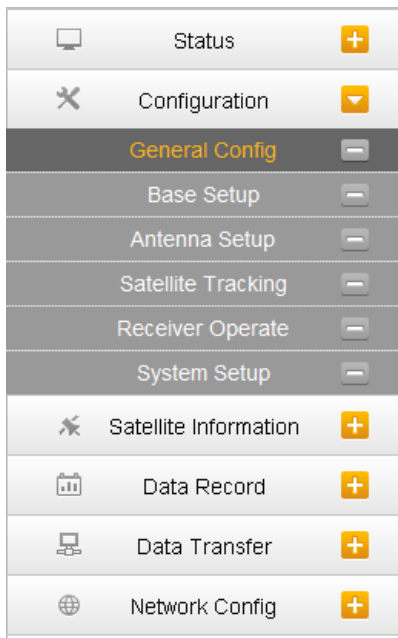 Status
Configuration
General Config
Base Setup
Antenna Setup
Satellite Tracking
Receiver Operate
System Setup
Satellite Information
Data Record
Data Transfer
Network Config